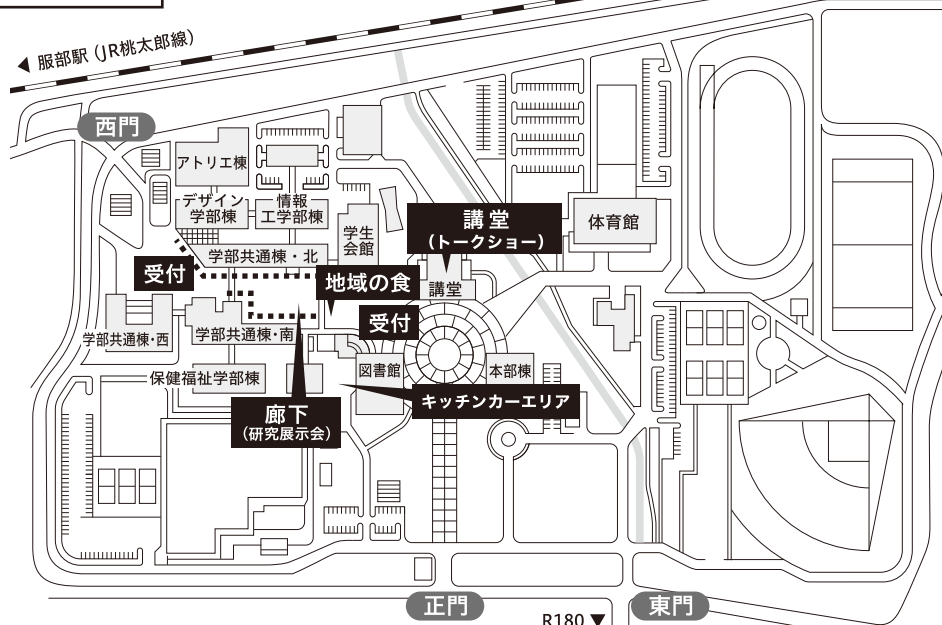 ◀ 服部駅（JR桃太郎線）
西門
アトリエ棟
デザイン
学部棟
情報
工学部棟
学生
会館
講堂
（トークショー）
体育館
学部共通棟・北
受付
地域の食
講堂
受付
学部共通棟・西
学部共通棟・南
図書館
本部棟
保健福祉学部棟
キッチンカーエリア
廊下
（研究展示会）
正門
東門
R180 ▼